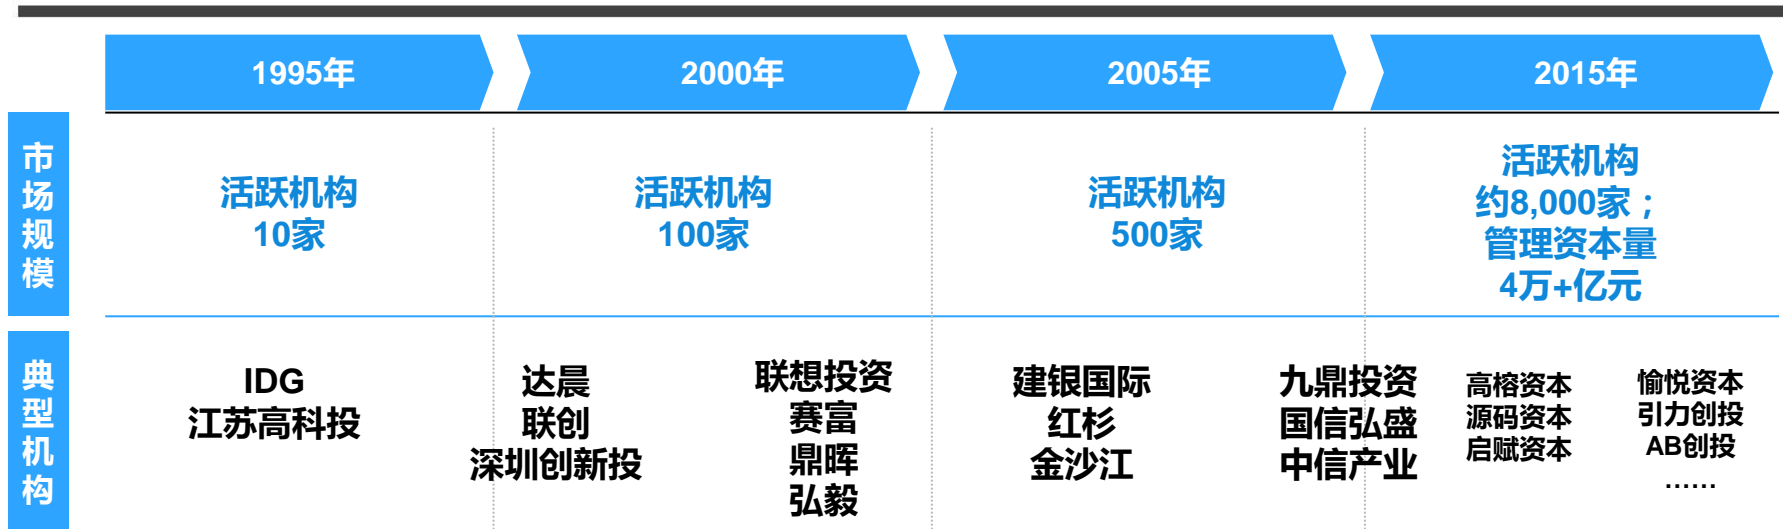 1995年
2000年
2005年
2015年
市场规模
活跃机构
10家
活跃机构
100家
活跃机构
500家
活跃机构
约8,000家；
管理资本量
4万+亿元
典型机构
IDG
江苏高科投
达晨
联创
深圳创新投
联想投资
赛富
鼎晖
弘毅
建银国际
红杉
金沙江
九鼎投资
国信弘盛
中信产业
高榕资本
源码资本
启赋资本
愉悦资本
引力创投
AB创投
……